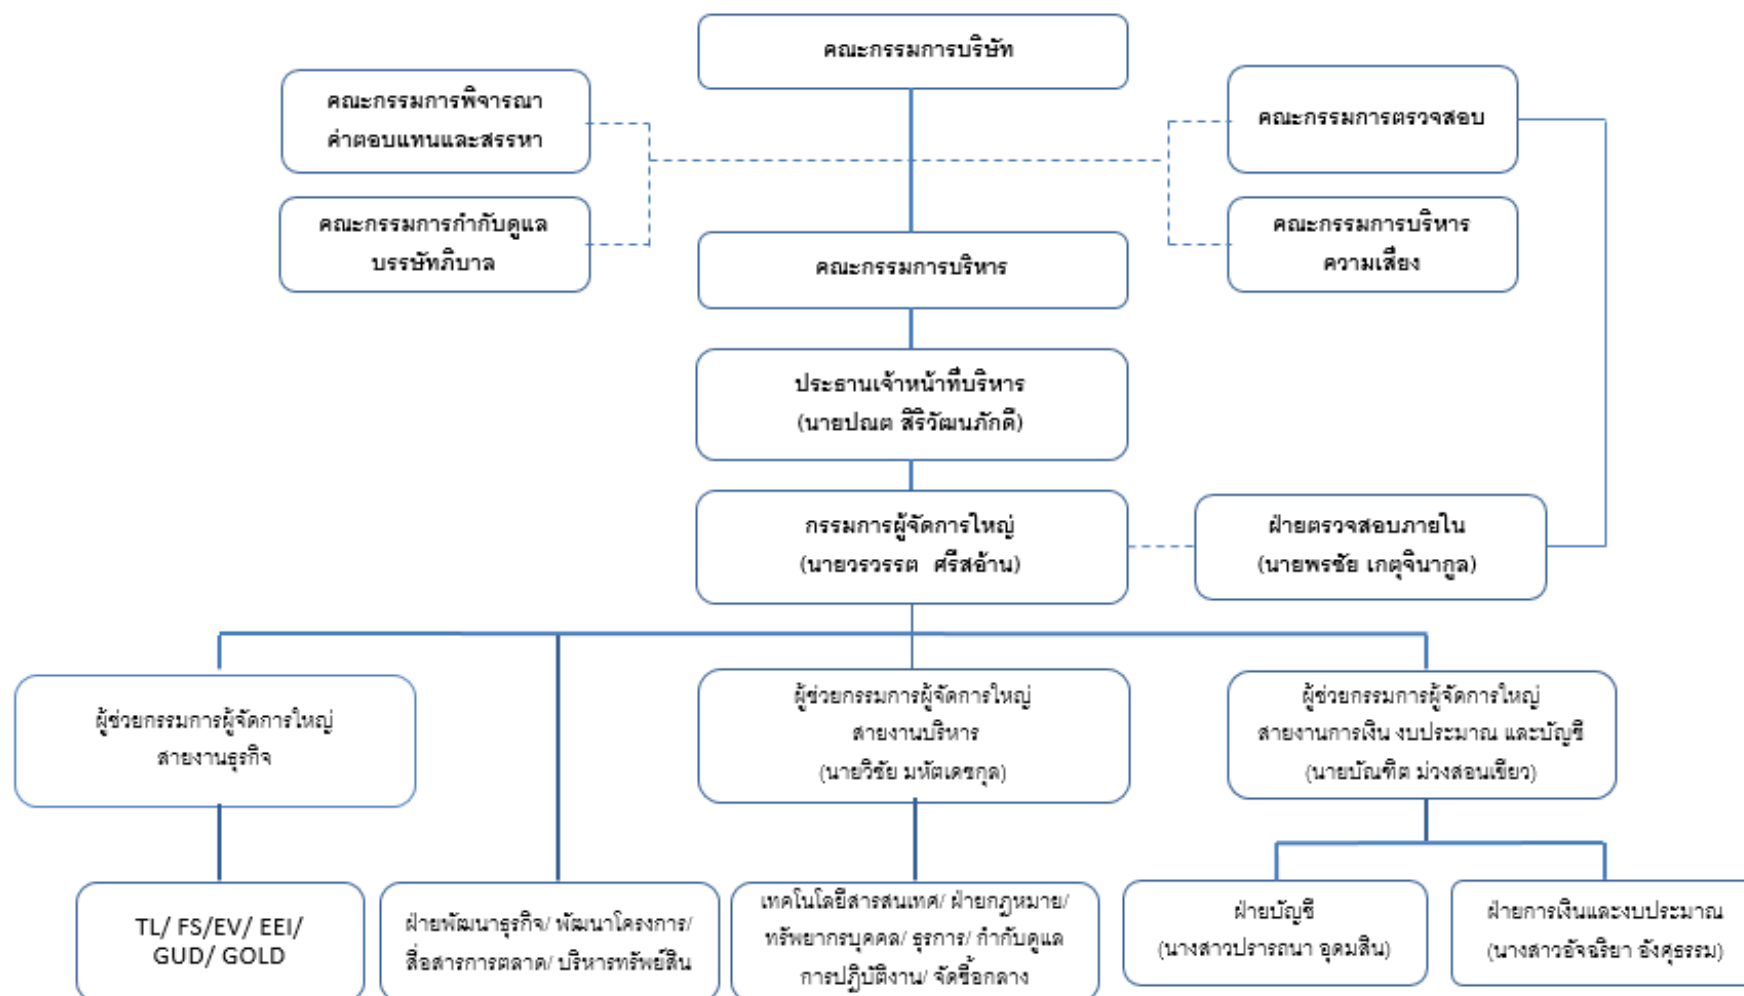 คณะกรรมการบริษัท
คณะกรรมการพิจารณา
ค่าตอบแทนและสรรหา
คณะกรรมการตรวจสอบ
คณะกรรมการกำกับดูแล
บรรษัทภิบาล
คณะกรรมการบริหาร
ความเสี่ยง
คณะกรรมการบริหาร
ประธานเจ้าหน้าที่บริหาร
(นายปณต สิริวัฒนภักดี)
กรรมการผู้จัดการใหญ่
(นายวรวรรต ศรีสอ้าน)
ฝ่ายตรวจสอบภายใน
(นายพรชัย เกตุจินากูล)
ผู้ช่วยกรรมการผู้จัดการใหญ่
สายงานธุรกิจ
ผู้ช่วยกรรมการผู้จัดการใหญ่
สายงานบริหาร
(นายวิชัย มหัตเดชกุล)
ผู้ช่วยกรรมการผู้จัดการใหญ่
สายงานการเงิน งบประมาณ และบัญชี
(นายบัณฑิต ม่วงสอนเขียว)
TL/ FS/EV/ EEI/
GUD/ GOLD
ฝ่ายพัฒนาธุรกิจ/ พัฒนาโครงการ/
สื่อสารการตลาด/ บริหารทรัพย์สิน
เทคโนโลยีสารสนเทศ/ ฝ่ายกฎหมาย/
ทรัพยากรบุคคล/ ธุรการ/ กำกับดูแล
การปฏิบัติงาน/ จัดซื้อกลาง
ฝ่ายบัญชี
(นางสาวปรารถนา อุดมสิน)
ฝ่ายการเงินและงบประมาณ
(นางสาวอัจฉริยา อังศุธรรม)